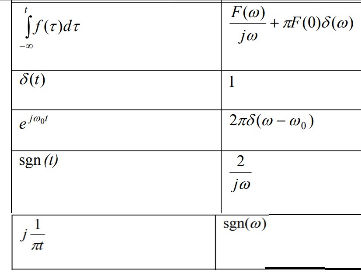 ∫_{-∞}^{t} f(τ)dτ    F(ω)/jω + πF(0)δ(ω)
δ(t)    1
e^{jω₀t}    2πδ(ω − ω₀)
sgn (t)    2/jω
j 1/πt    sgn(ω)